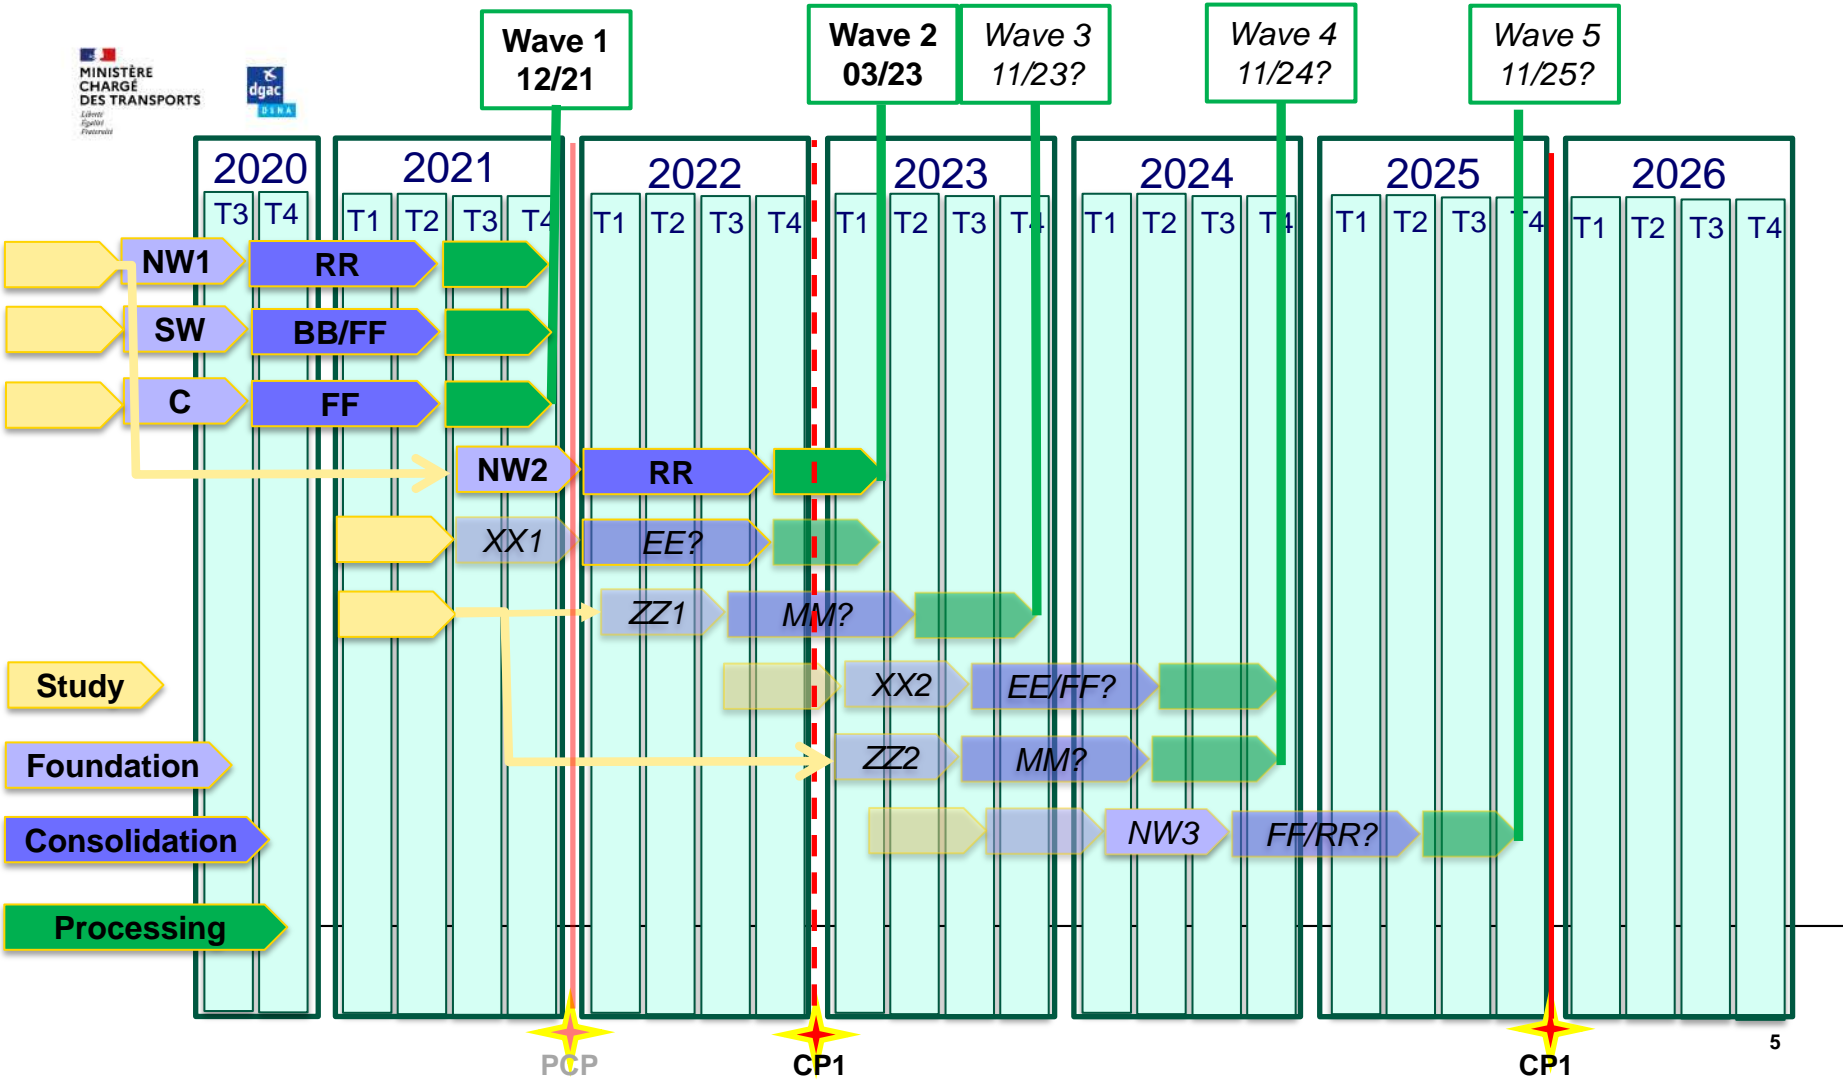 Wave 1
12/21
Wave 2
03/23
Wave 3
11/23?
Wave 4
11/24?
Wave 5
11/25?
MINISTÈRE
CHARGÉ
DES TRANSPORTS
Liberté
Égalité
Fraternité
dgac
DSNA
2020
2021
2022
2023
2024
2025
2026
T3 T4
T1 T2 T3 T4
T1 T2 T3 T4
T1 T2 T3 T4
T1 T2 T3 T4
T1 T2 T3 T4
T1 T2 T3 T4
NW1 RR
SW BB/FF
C FF
NW2 RR
XX1 EE?
ZZ1 MM?
Study
XX2 EE/FF?
Foundation
ZZ2 MM?
Consolidation
NW3 FF/RR?
Processing
PCP
CP1
CP1
5